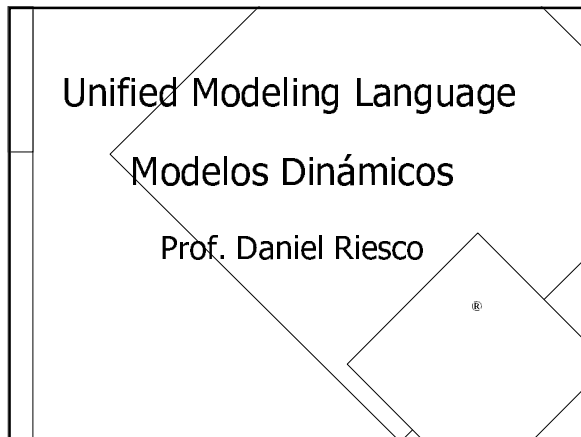 Unified Modeling Language
Modelos Dinámicos
Prof. Daniel Riesco
®